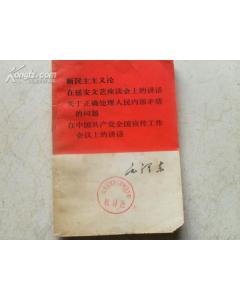 新民主主义论
在延安文艺座谈会上的讲话
关于正确处理人民内部矛盾
的问题
在中国共产党全国宣传工作
会议上的讲话
毛泽东